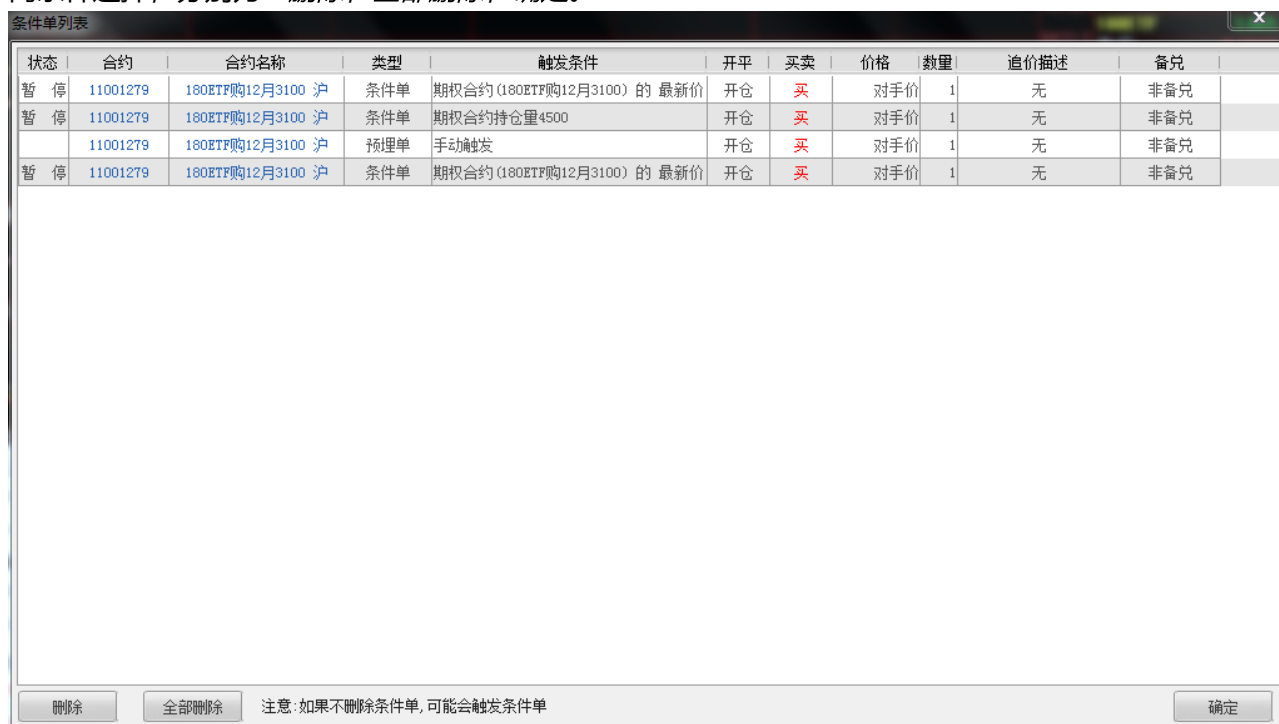 条件单列表
状态 合约 合约名称 类型 触发条件 开平 买卖 价格 数量 追价描述 备兑
暂 停 11001279 180ETF购12月3100 沪 条件单 期权合约(180ETF购12月3100) 的 最新价 开仓 买 对手价 1 无 非备兑
暂 停 11001279 180ETF购12月3100 沪 条件单 期权合约持仓量4500 开仓 买 对手价 1 无 非备兑
11001279 180ETF购12月3100 沪 预埋单 手动触发 开仓 买 对手价 1 无 非备兑
暂 停 11001279 180ETF购12月3100 沪 条件单 期权合约(180ETF购12月3100) 的 最新价 开仓 买 对手价 1 无 非备兑
删除 全部删除 注意:如果不删除条件单,可能会触发条件单 确定